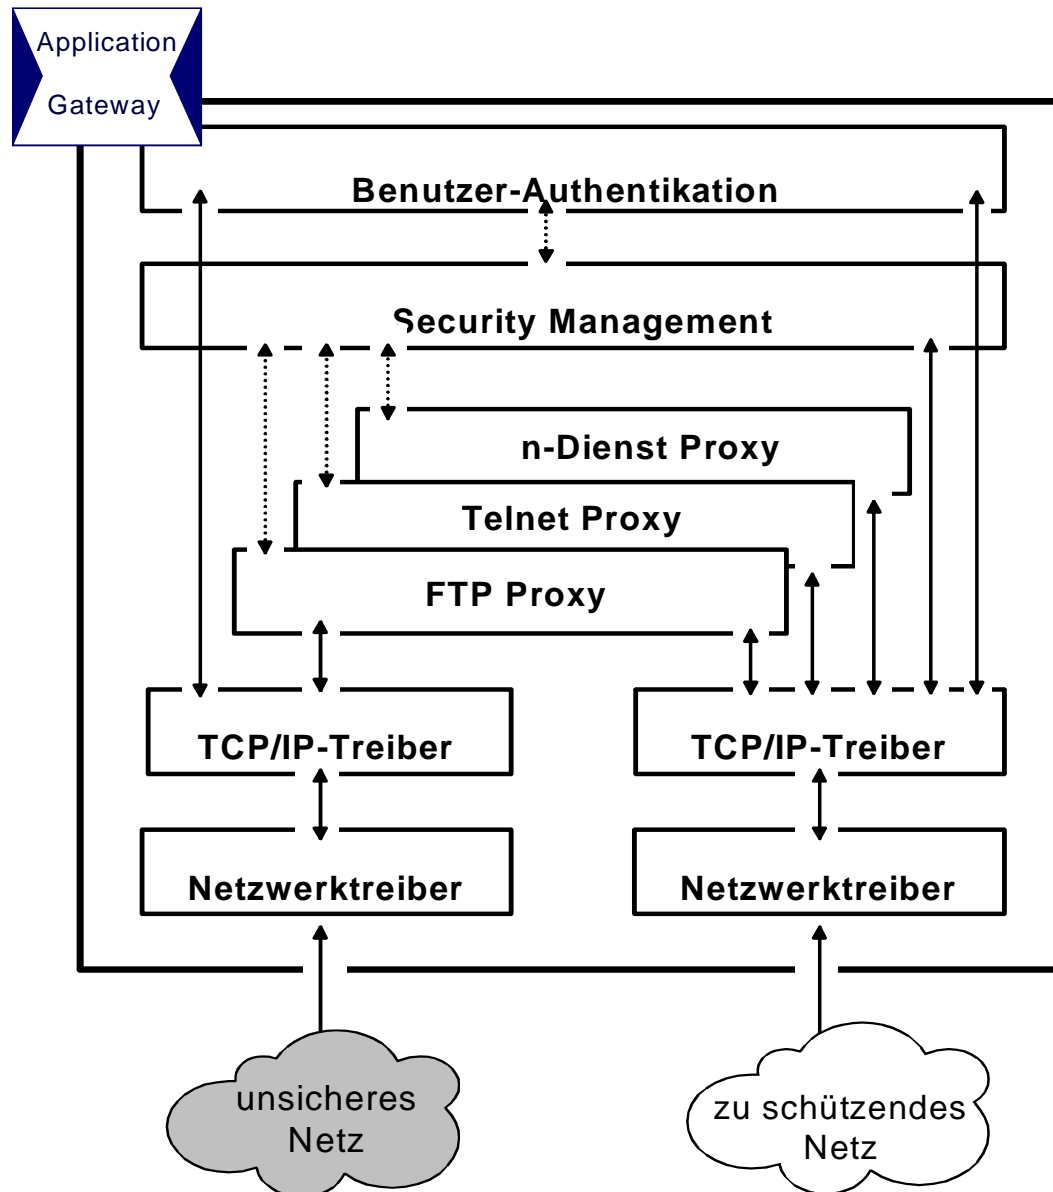 Application
Gateway
Benutzer-Authentikation
Security Management
n-Dienst Proxy
Telnet Proxy
FTP Proxy
TCP/IP-Treiber
TCP/IP-Treiber
Netzwerktreiber
Netzwerktreiber
unsicheres
Netz
zu schützendes
Netz